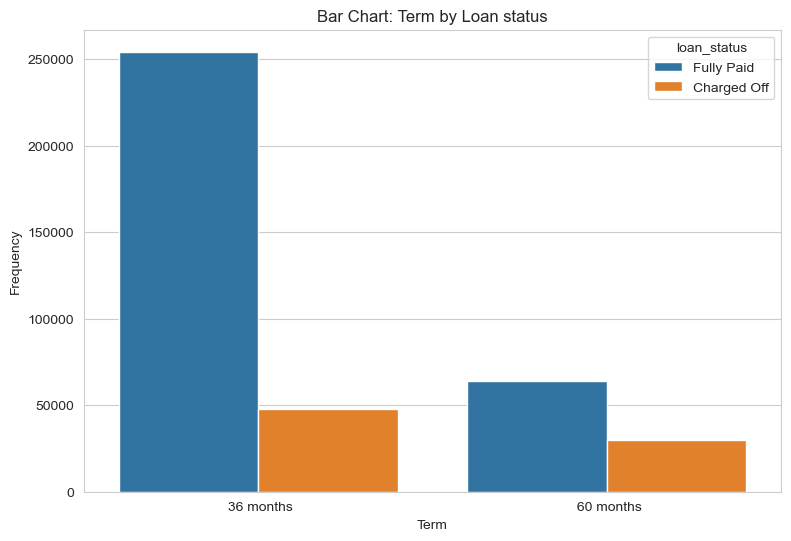 Bar Chart: Term by Loan status
loan_status
Fully Paid
Charged Off
250000
200000
150000
100000
50000
0
Frequency
36 months
60 months
Term